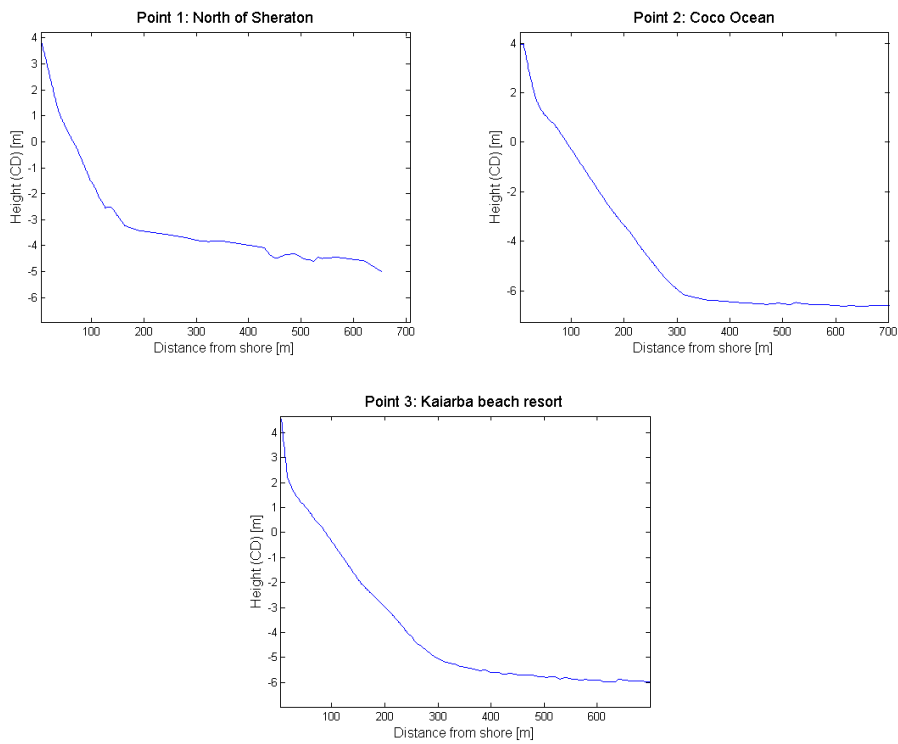 Point 1: North of Sheraton
4
3
2
1
0
-1
-2
-3
-4
-5
-6
Height (CD) [m]
100 200 300 400 500 600 700
Distance from shore [m]
Point 2: Coco Ocean
4
2
0
-2
-4
-6
Height (CD) [m]
100 200 300 400 500 600 700
Distance from shore [m]
Point 3: Kaiarba beach resort
4
3
2
1
0
-1
-2
-3
-4
-5
-6
Height (CD) [m]
100 200 300 400 500 600
Distance from shore [m]